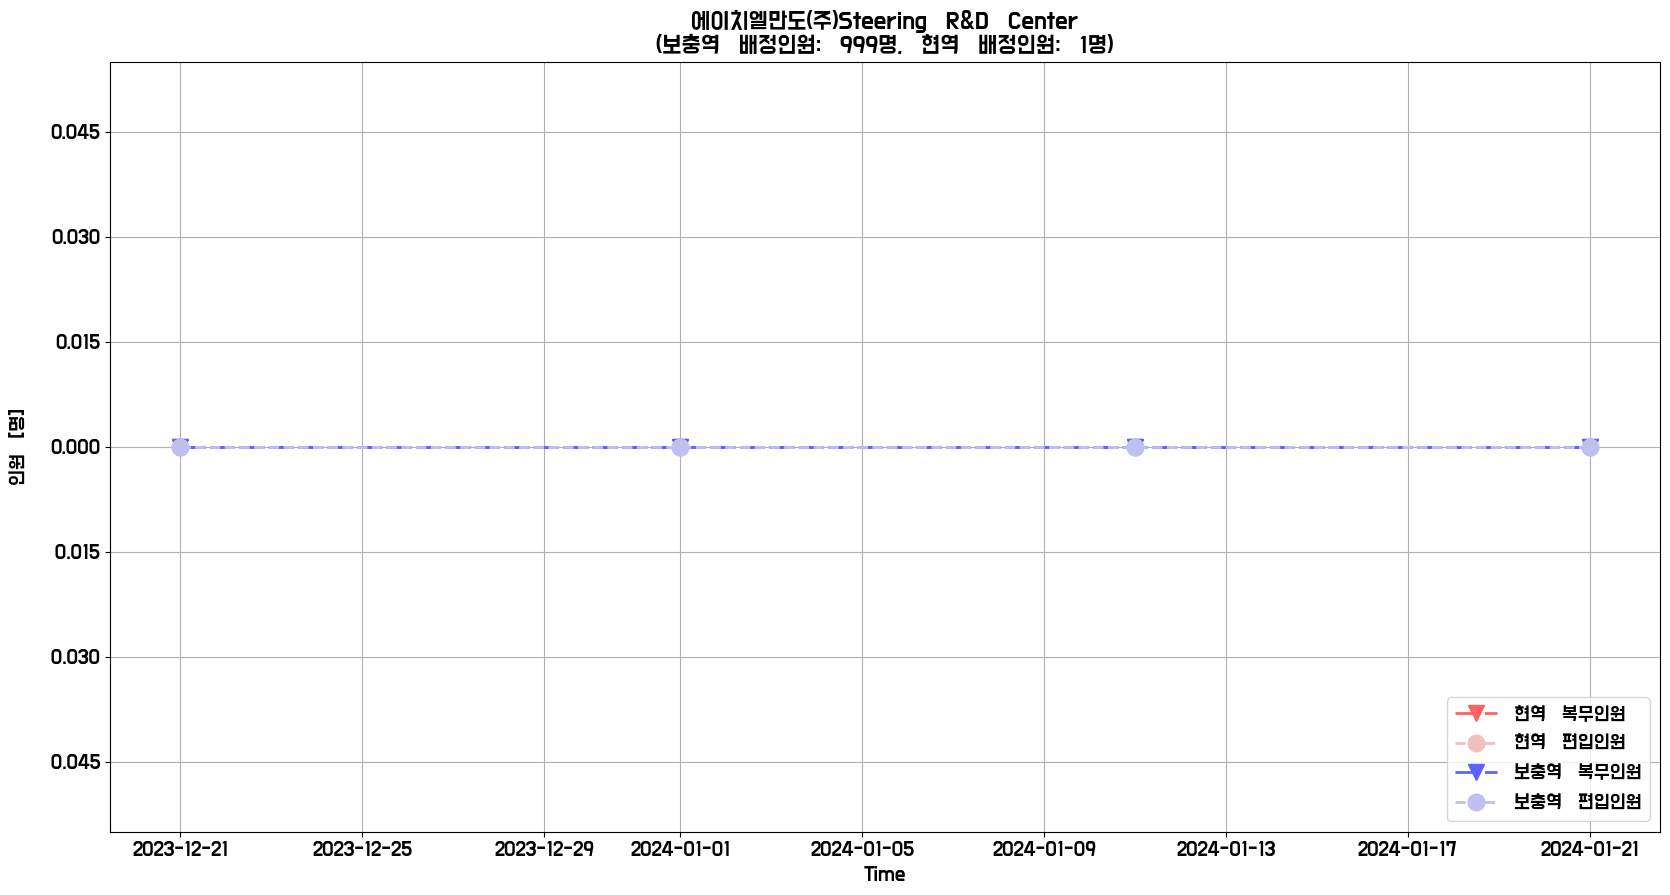 에이치엘만도(주)Steering R&D Center
(보충역 배정인원: 999명, 현역 배정인원: 1명)
0.045
0.030
0.015
0.000
0.015
0.030
0.045
인원 [명]
현역 복무인원
현역 편입인원
보충역 복무인원
보충역 편입인원
2023-12-21 2023-12-25 2023-12-29 2024-01-01 2024-01-05 2024-01-09 2024-01-13 2024-01-17 2024-01-21
Time